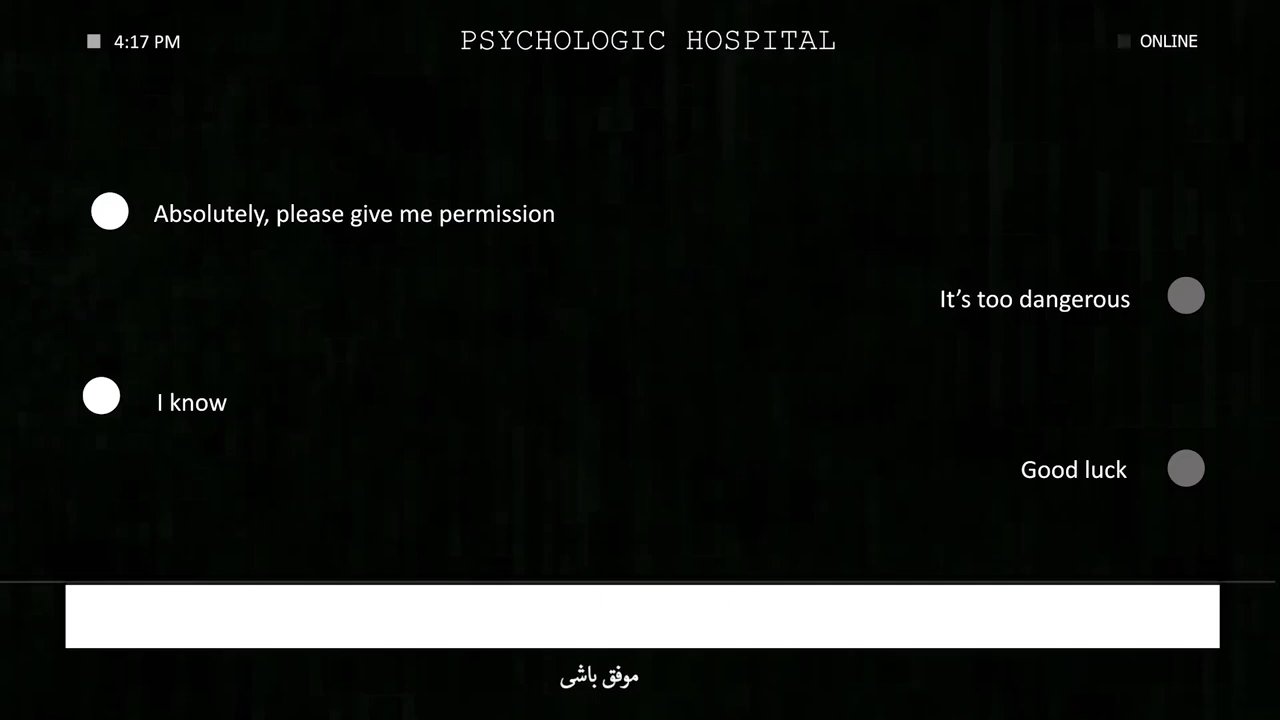 4:17 PM
PSYCHOLOGIC HOSPITAL
ONLINE
Absolutely, please give me permission
It’s too dangerous
I know
Good luck
موفق باشی